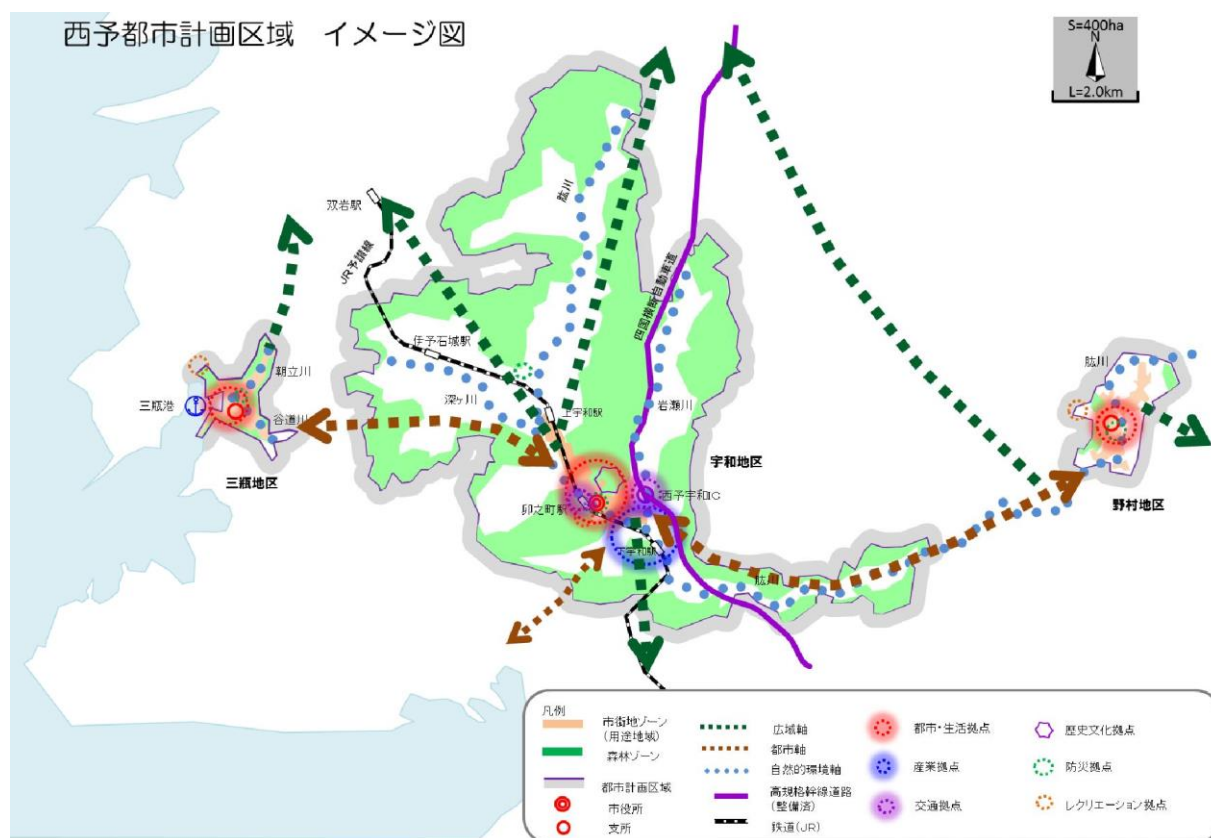 西予都市計画区域　イメージ図
S=400ha
N
L=2.0km
双岩駅
JR予讃線
肱川
四国横断自動車道
伊予石城駅
朝立川
三瓶港
谷道川
三瓶地区
深ヶ川
上宇和駅
岩瀬川
宇和地区
肱川
野村地区
卯之町駅
西予宇和IC
下宇和駅
肱川
凡例
市街地ゾーン
(用途地域)
森林ゾーン
都市計画区域
市役所
支所
広域軸
都市軸
自然的環境軸
高規格幹線道路
(整備済)
鉄道(JR)
都市・生活拠点
産業拠点
交通拠点
歴史文化拠点
防災拠点
レクリエーション拠点